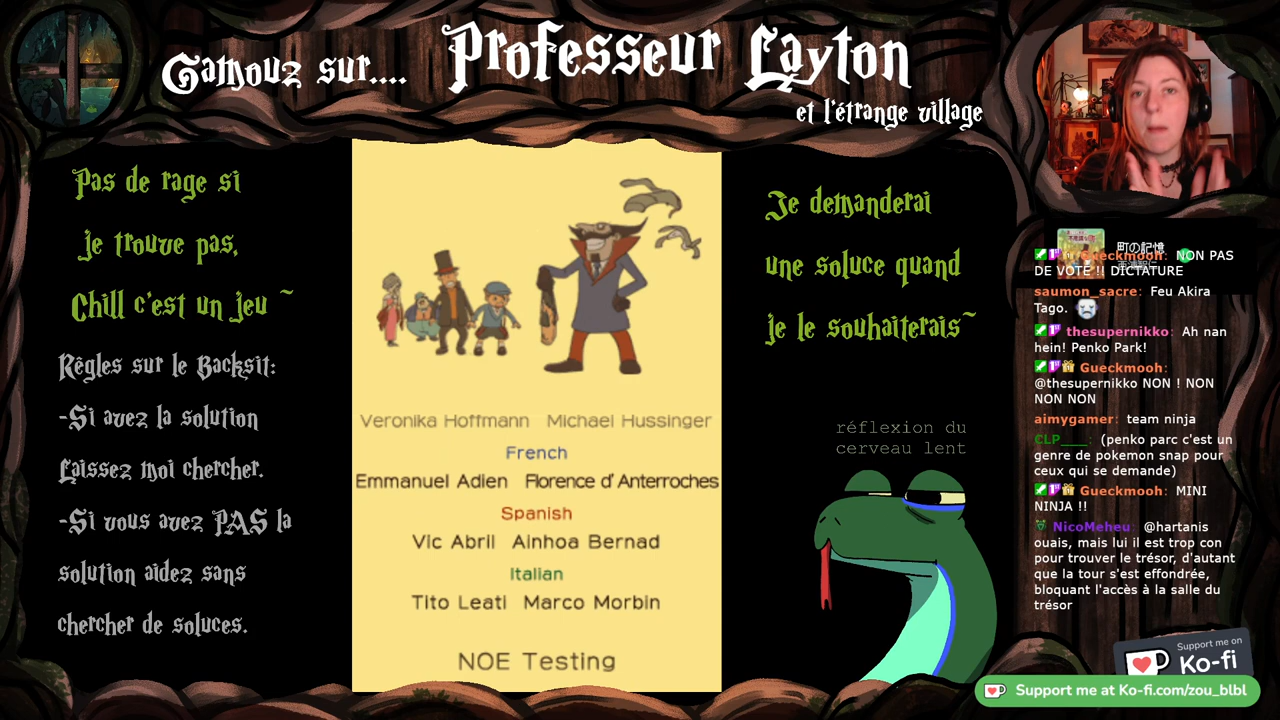 Gamouz sur.... Professeur Layton
et l'étrange village
Pas de rage si
je trouve pas,
Chill c'est un jeu ~
Règles sur le Backsit:
-Si avez la solution
Laissez moi chercher.
-Si vous avez PAS la
solution aidez sans
chercher de soluces.
Veronika Hoffmann Michael Hussinger
French
Emmanuel Adien Florence d'Anterroches
Spanish
Vic Abril Ainhoa Bernad
Italian
Tito Leati Marco Morbin
NOE Testing
Je demanderai
une soluce quand
je le souhaiterais~
réflexion du
cerveau lent
町の記憶
Gueckmooh: NON PAS
DE VOTE !! DICTATURE
saumon_sacre: Feu Akira
Tago.
thesupernikko: Ah nan
hein! Penko Park!
Gueckmooh:
@thesupernikko NON ! NON
NON NON
aimygamer: team ninja
CLP___: (penko parc c'est un
genre de pokemon snap pour
ceux qui se demande)
Gueckmooh: MINI
NINJA !!
NicoMeheu: @hartanis
ouais, mais lui il est trop con
pour trouver le trésor, d'autant
que la tour s'est effondrée,
bloquant l'accès à la salle du
trésor
Support me on
Ko-fi
Support me at Ko-fi.com/zou_blbl